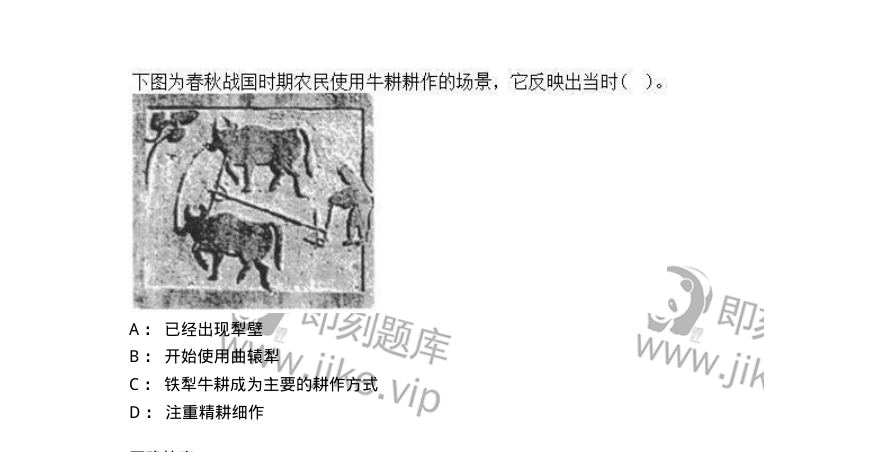 下图为春秋战国时期农民使用牛耕耕作的场景，它反映出当时(    )。
A： 已经出现犁壁
B： 开始使用曲辕犁
C： 铁犁牛耕成为主要的耕作方式
D： 注重精耕细作
即刻题库
www.jike.vip
即刻
www.jik